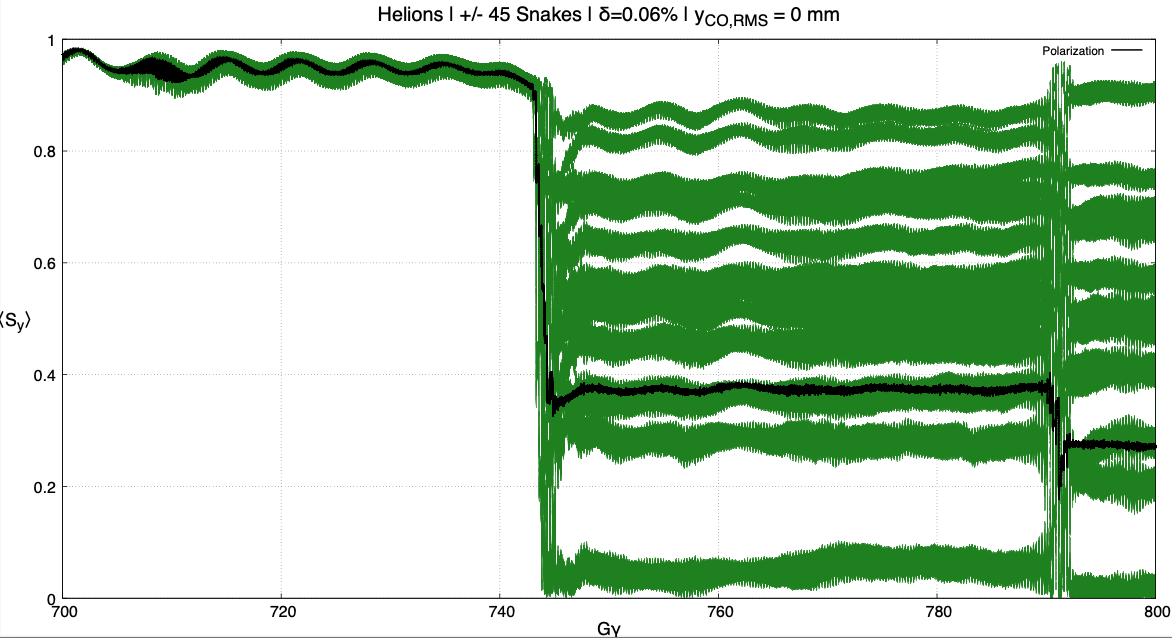 Helions | +/- 45 Snakes | δ=0.06% | yCO,RMS = 0 mm
Polarization
1
0.8
0.6
⟨Sy⟩
0.4
0.2
0
700 720 740 760 780 800
Gγ